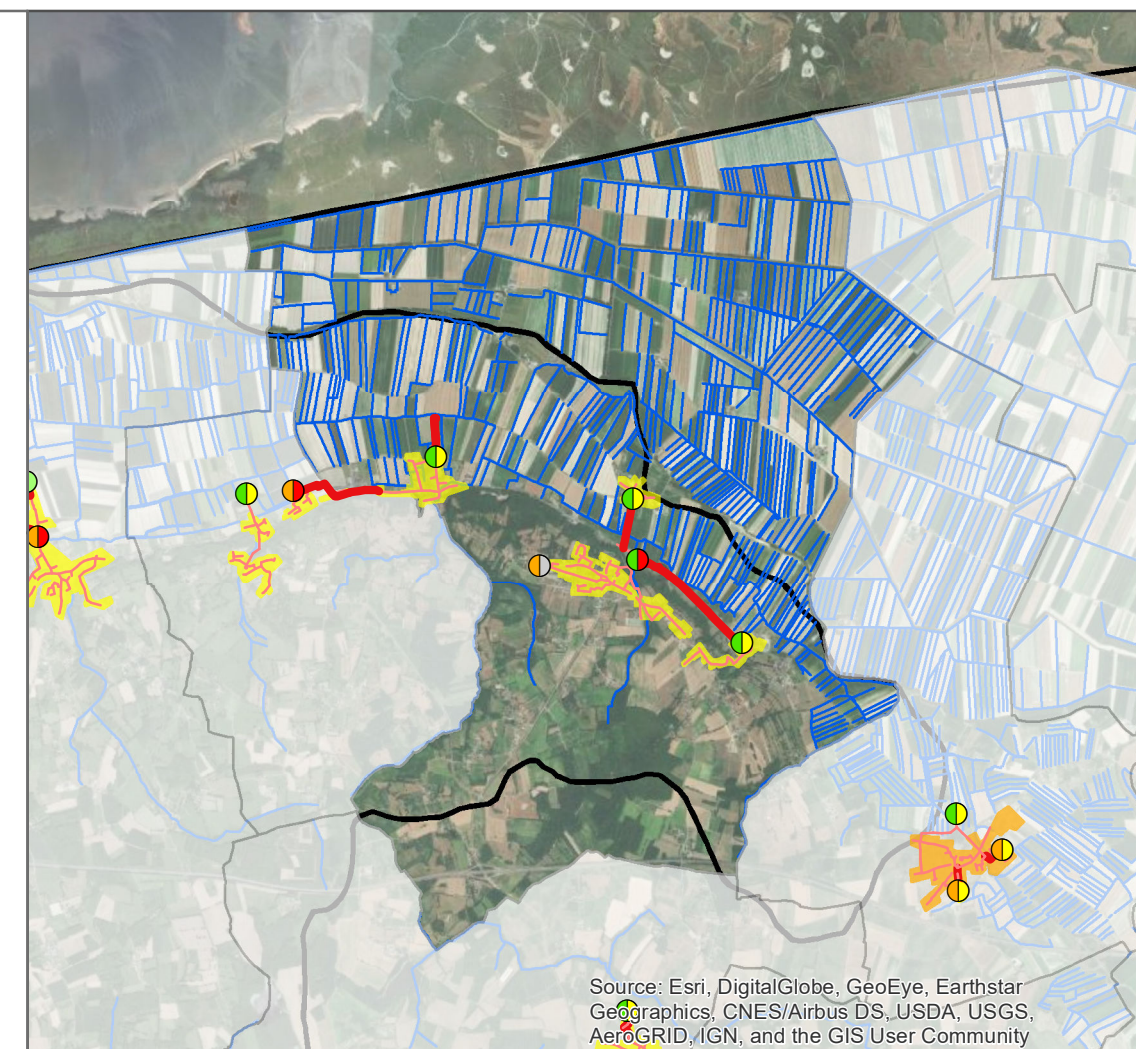 Source: Esri, DigitalGlobe, GeoEye, Earthstar
Geographics, CNES/Airbus DS, USDA, USGS,
AeroGRID, IGN, and the GIS User Community